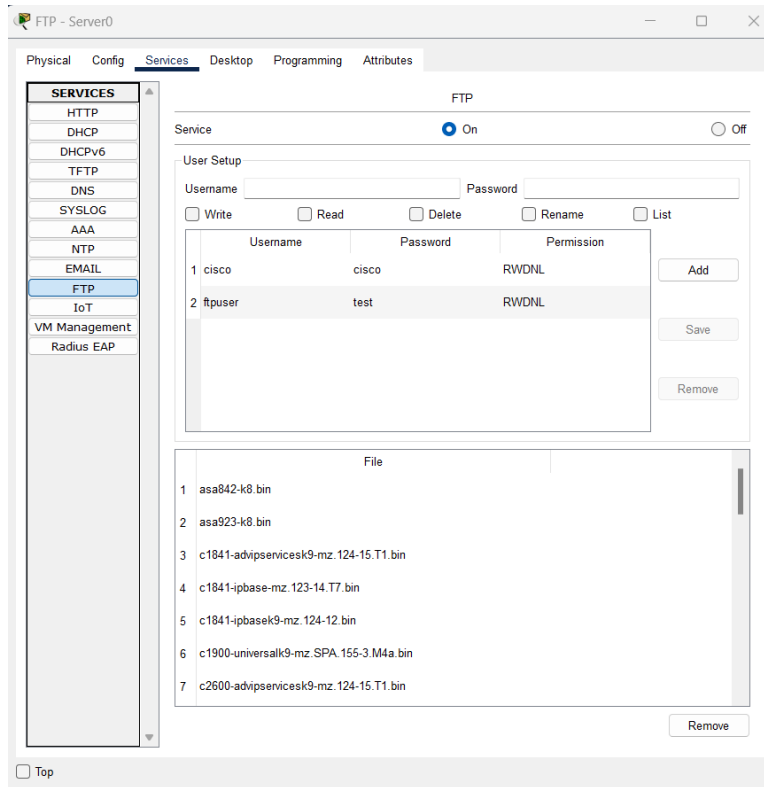 FTP - Server0
Physical Config Services Desktop Programming Attributes
SERVICES
HTTP
DHCP
DHCPv6
TFTP
DNS
SYSLOG
AAA
NTP
EMAIL
FTP
IoT
VM Management
Radius EAP
FTP
Service On Off
User Setup
Username Password
Write Read Delete Rename List
Username Password Permission
1 cisco cisco RWDNL
2 ftpuser test RWDNL
Add
Save
Remove
File
1 asa842-k8.bin
2 asa923-k8.bin
3 c1841-advipservicesk9-mz.124-15.T1.bin
4 c1841-ipbase-mz.123-14.T7.bin
5 c1841-ipbasek9-mz.124-12.bin
6 c1900-universalk9-mz.SPA.155-3.M4a.bin
7 c2600-advipservicesk9-mz.124-15.T1.bin
Remove
Top